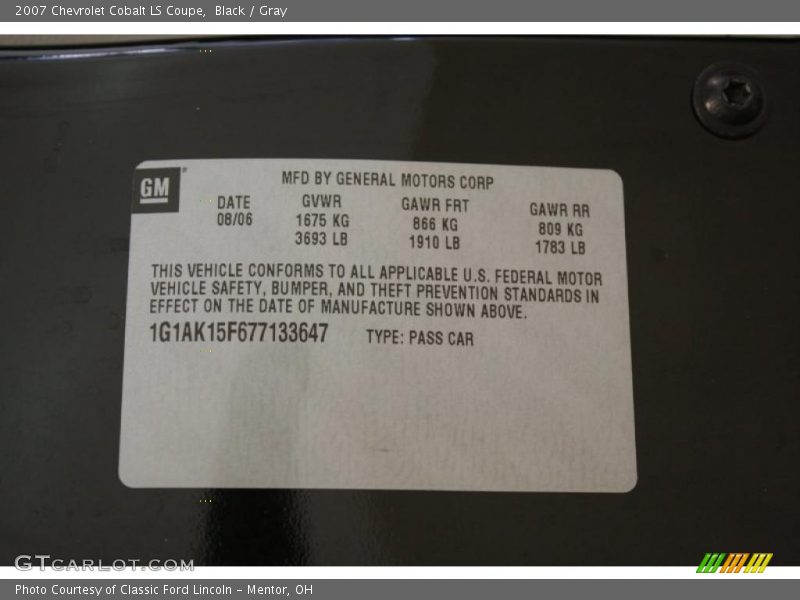 2007 Chevrolet Cobalt LS Coupe, Black / Gray
GM
MFD BY GENERAL MOTORS CORP
DATE GVWR GAWR FRT GAWR RR
08/06 1675 KG 866 KG 809 KG
3693 LB 1910 LB 1783 LB
THIS VEHICLE CONFORMS TO ALL APPLICABLE U.S. FEDERAL MOTOR
VEHICLE SAFETY, BUMPER, AND THEFT PREVENTION STANDARDS IN
EFFECT ON THE DATE OF MANUFACTURE SHOWN ABOVE.
1G1AK15F677133647 TYPE: PASS CAR
GTCARLOT.COM
Photo Courtesy of Classic Ford Lincoln - Mentor, OH